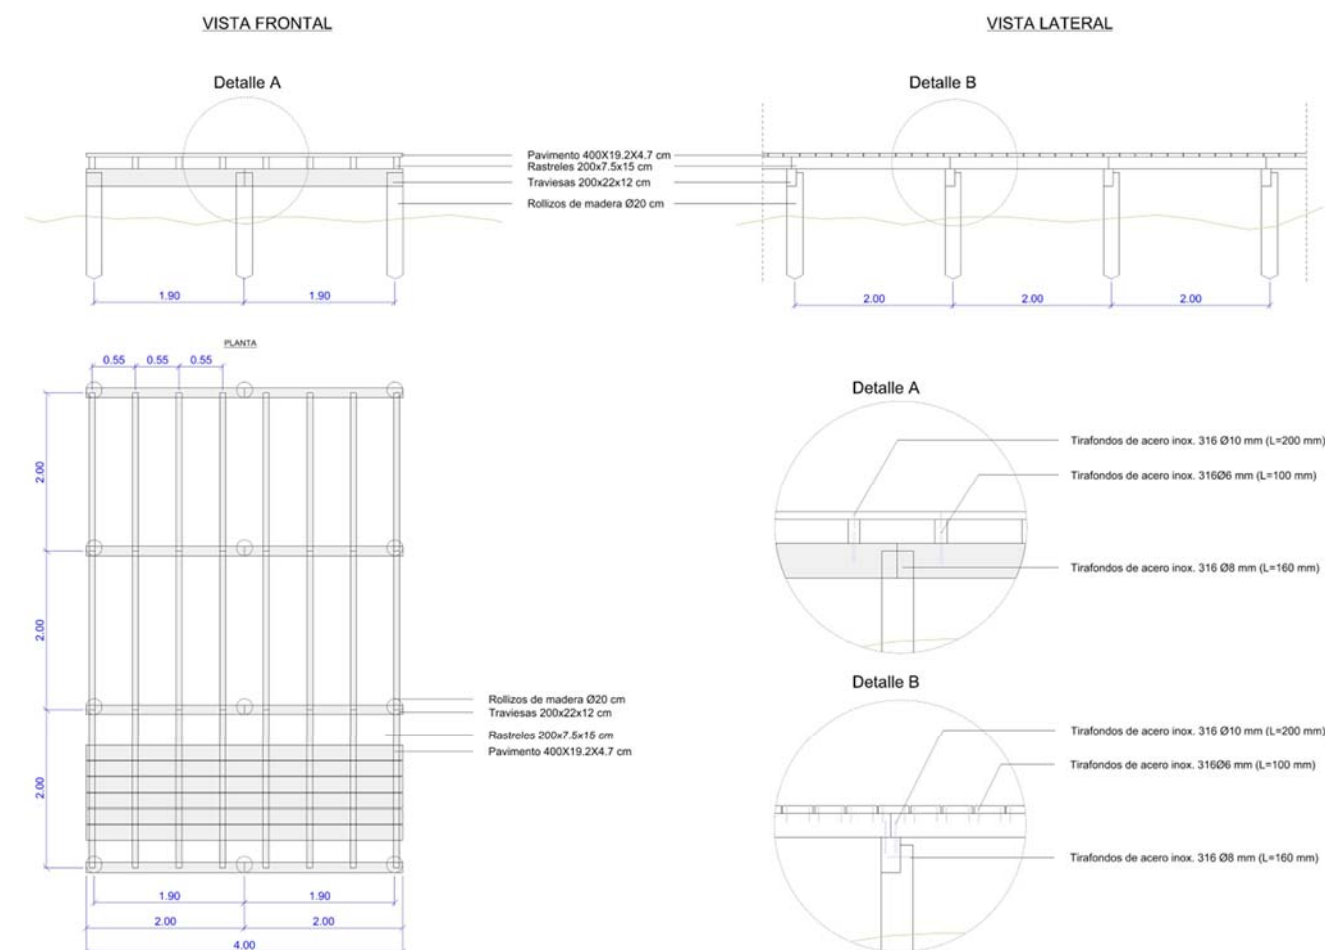 VISTA FRONTAL
VISTA LATERAL
Detalle A
Detalle B
Pavimento 400X19.2X4.7 cm
Rastreles 200x7.5x15 cm
Traviesas 200x22x12 cm
Rollizos de madera Ø20 cm
1.90
1.90
2.00
2.00
2.00
PLANTA
0.55
0.55
0.55
2.00
2.00
2.00
Rollizos de madera Ø20 cm
Traviesas 200x22x12 cm
Rastreles 200x7.5x15 cm
Pavimento 400X19.2X4.7 cm
1.90
1.90
2.00
2.00
4.00
Detalle A
Tirafondos de acero inox. 316 Ø10 mm (L=200 mm)
Tirafondos de acero inox. 316Ø6 mm (L=100 mm)
Tirafondos de acero inox. 316 Ø8 mm (L=160 mm)
Detalle B
Tirafondos de acero inox. 316 Ø10 mm (L=200 mm)
Tirafondos de acero inox. 316Ø6 mm (L=100 mm)
Tirafondos de acero inox. 316 Ø8 mm (L=160 mm)